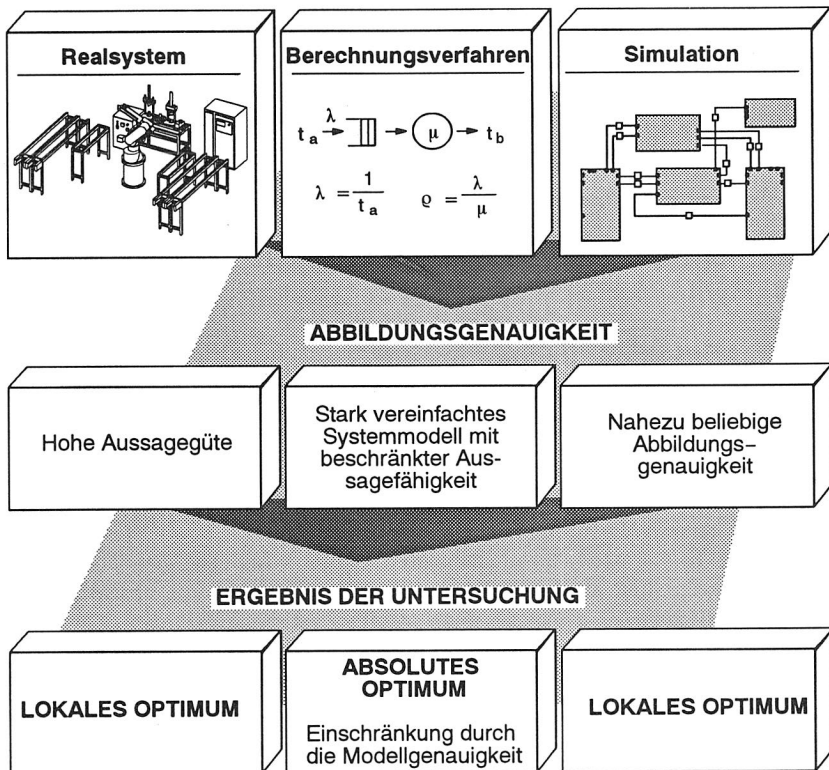 Realsystem
Berechnungsverfahren
Simulation
λ
t_a → → μ → t_b
λ = 1 / t_a ϱ = λ / μ
ABBILDUNGSGENAUIGKEIT
Hohe Aussagegüte
Stark vereinfachtes
Systemmodell mit
beschränkter Aus-
sagefähigkeit
Nahezu beliebige
Abbildungs-
genauigkeit
ERGEBNIS DER UNTERSUCHUNG
LOKALES OPTIMUM
ABSOLUTES
OPTIMUM
Einschränkung durch
die Modellgenauigkeit
LOKALES OPTIMUM